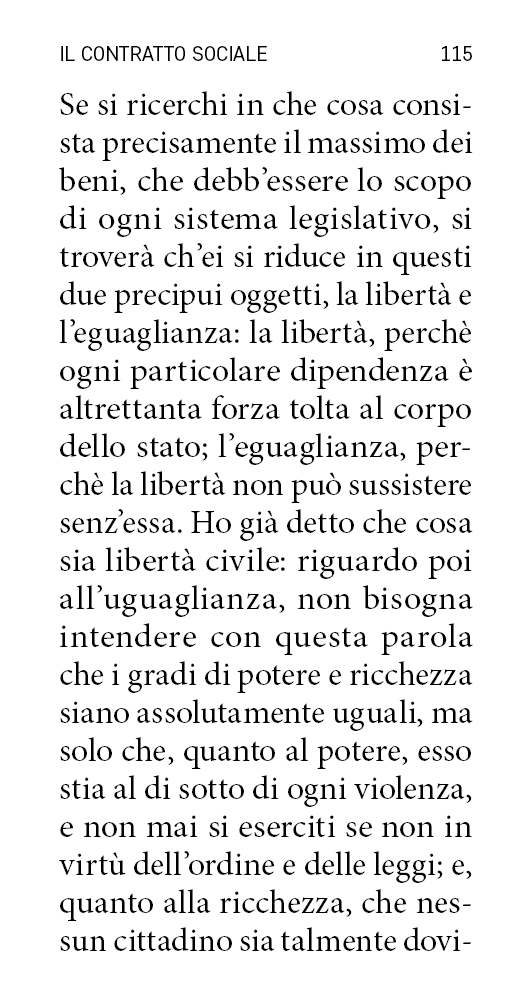 IL CONTRATTO SOCIALE 115
Se si ricerchi in che cosa consi-
sta precisamente il massimo dei
beni, che debb’essere lo scopo
di ogni sistema legislativo, si
troverà ch’ei si riduce in questi
due precipui oggetti, la libertà e
l’eguaglianza: la libertà, perchè
ogni particolare dipendenza è
altrettanta forza tolta al corpo
dello stato; l’eguaglianza, per-
chè la libertà non può sussistere
senz’essa. Ho già detto che cosa
sia libertà civile: riguardo poi
all’uguaglianza, non bisogna
intendere con questa parola
che i gradi di potere e ricchezza
siano assolutamente uguali, ma
solo che, quanto al potere, esso
stia al di sotto di ogni violenza,
e non mai si eserciti se non in
virtù dell’ordine e delle leggi; e,
quanto alla ricchezza, che nes-
sun cittadino sia talmente dovi-